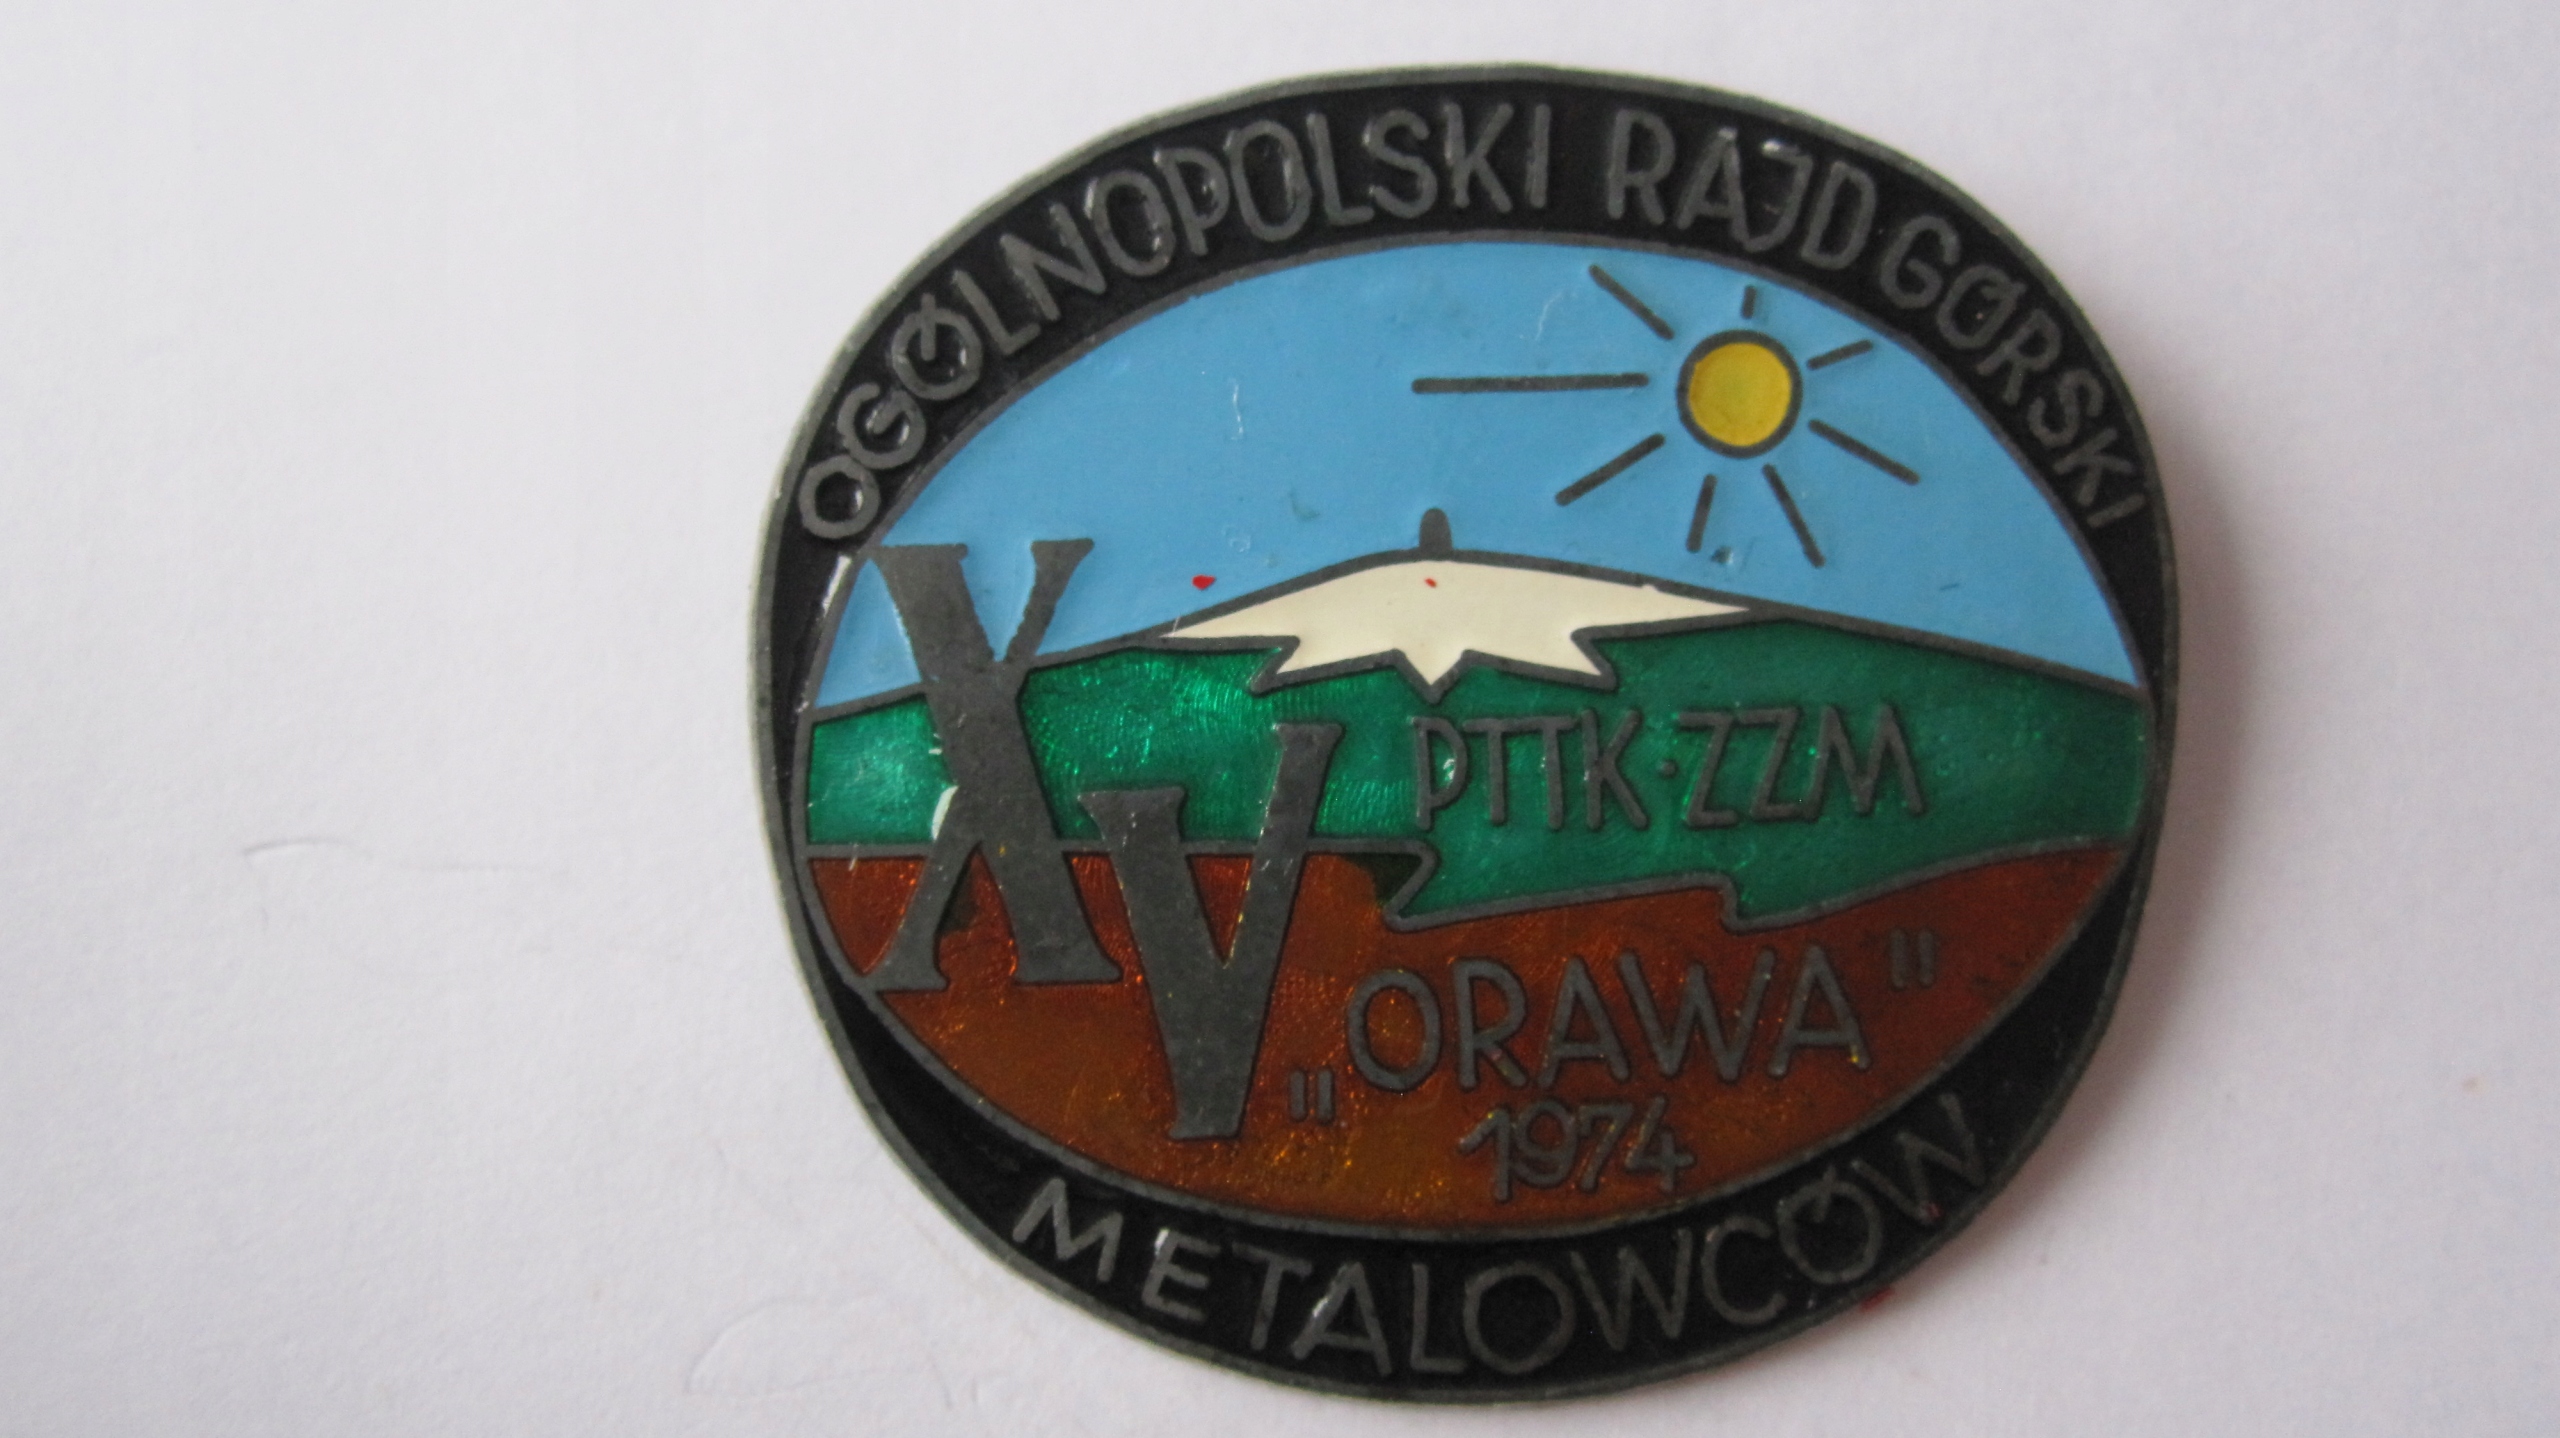 OGÓLNOPOLSKI RAJD GÓRSKI
XV
PTTK·ZZM
"ORAWA"
1974
METALOWCÓW